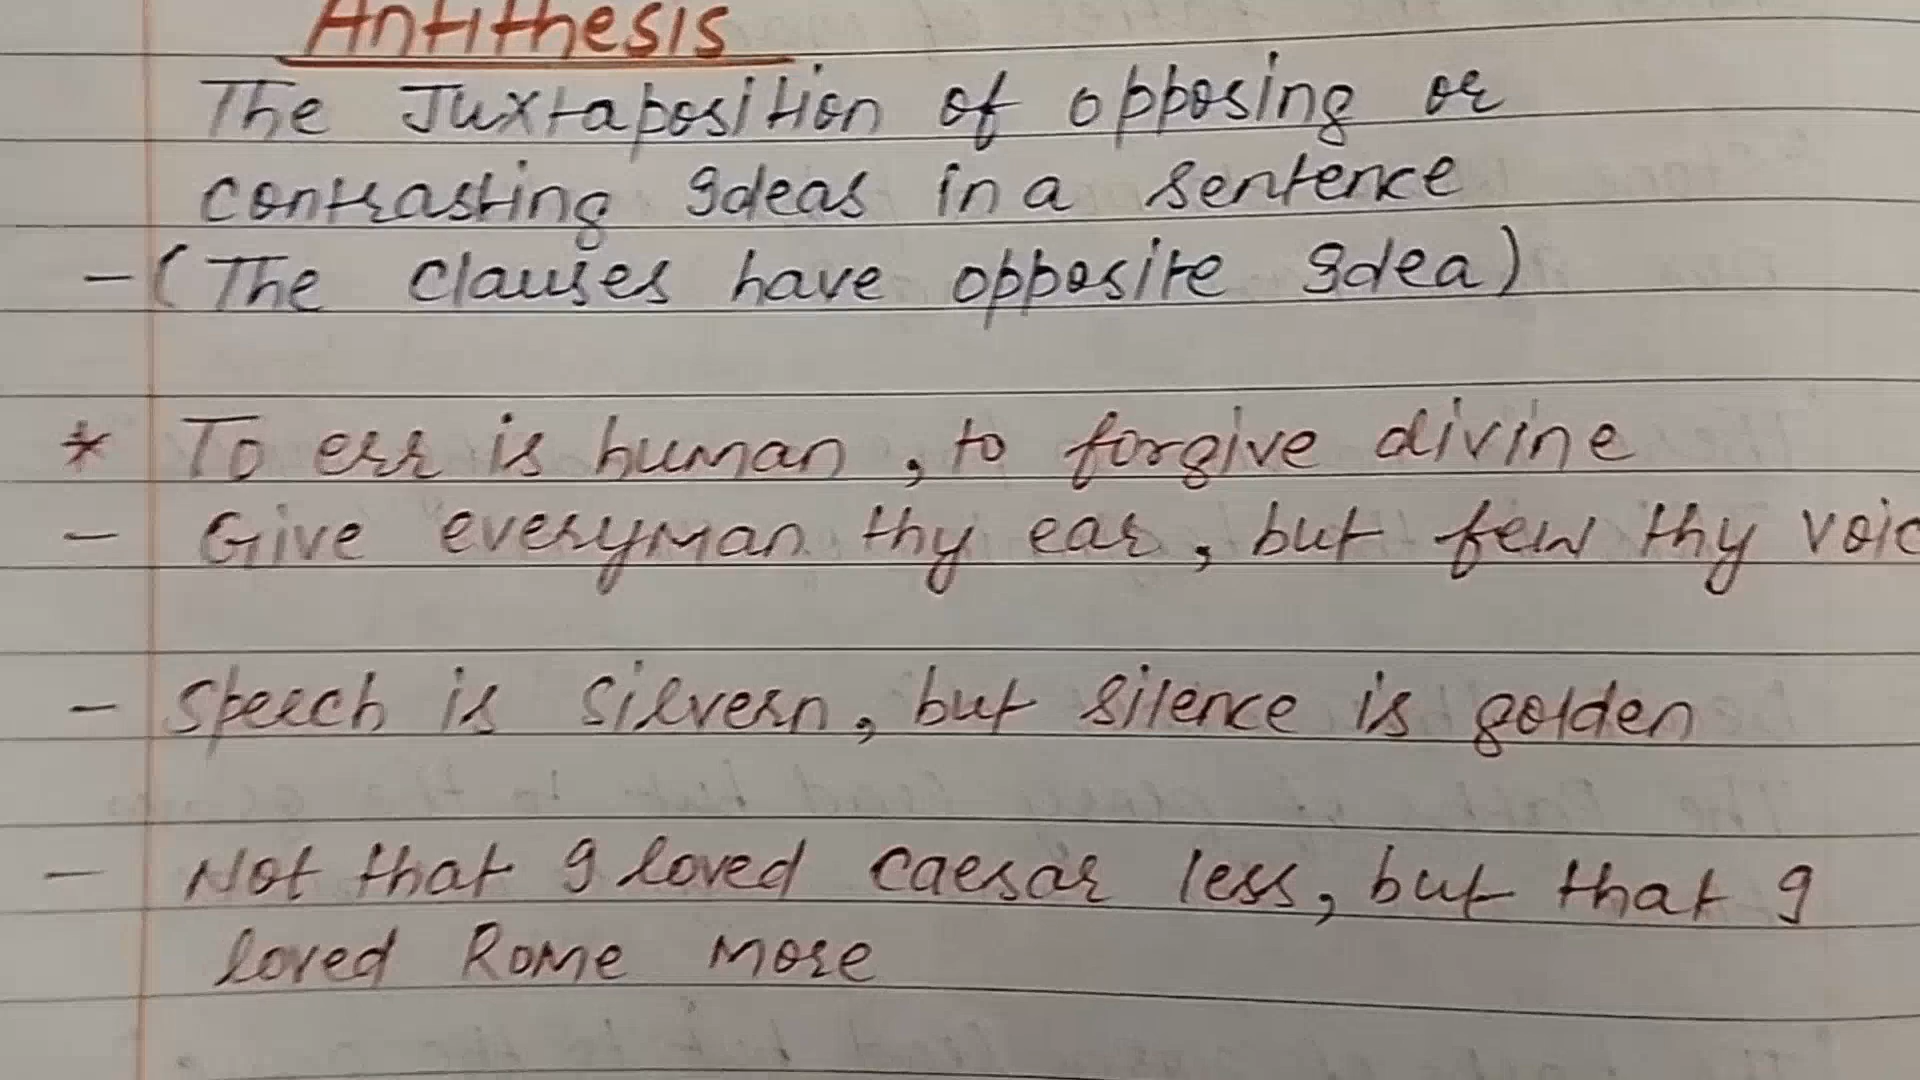 Antithesis
The Juxtaposition of opposing or
contrasting Ideas in a sentence
- (The clauses have opposite Idea)
* To err is human, to forgive divine
- Give everyman thy ear, but few thy voic
- Speech is silvern, but silence is golden
- Not that I loved caesar less, but that I
loved Rome more